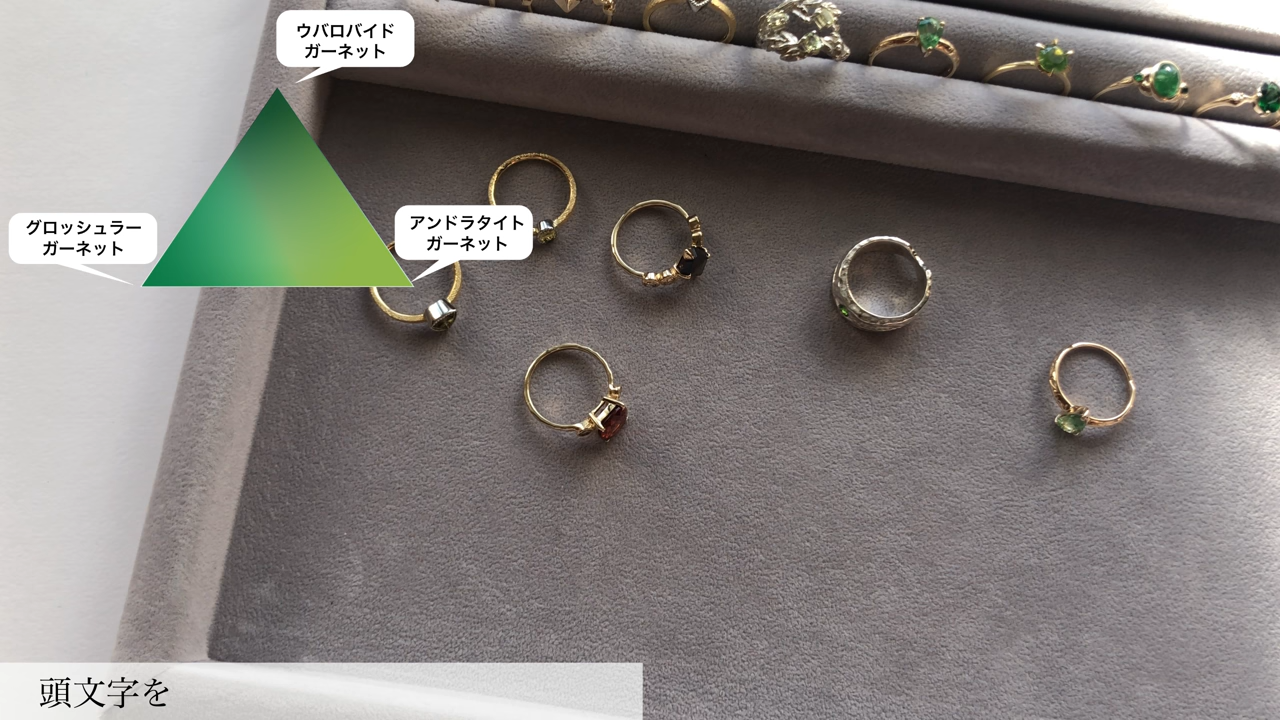 ウバロバイド
ガーネット
グロッシュラー
ガーネット
アンドラタイト
ガーネット
頭文字を